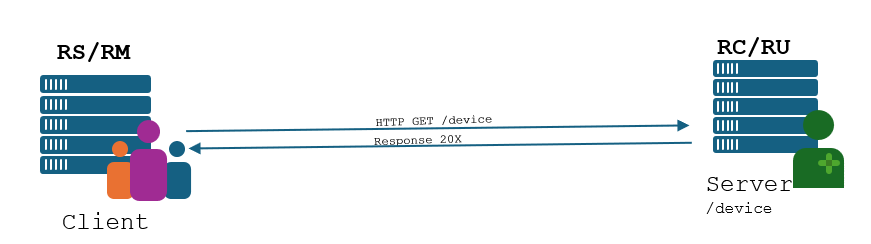 RS/RM
RC/RU
HTTP GET /device
Response 20X
Client
Server
/device